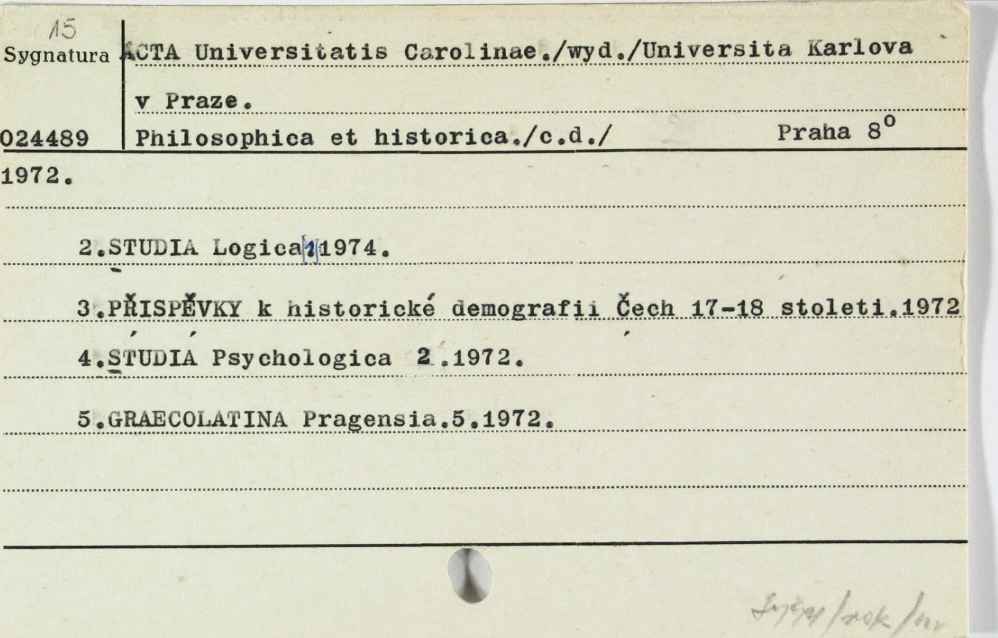 15
Sygnatura ACTA Universitatis Carolinae./wyd./Universita Karlova
v Praze.
024489 Philosophica et historica./c.d./ Praha 8°
1972.
2.STUDIA Logica 1974.
3.PŘISPĚVKY k historické demografii Čech 17-18 stoleti.1972
4.STUDIA Psychologica 2.1972.
5.GRAECOLATINA Pragensia.5.1972.